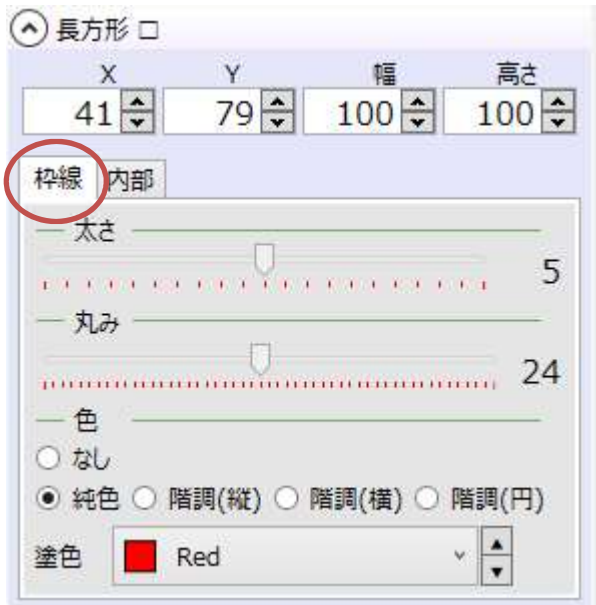 長方形 □
X Y 幅 高さ
41 79 100 100
枠線 内部
太さ
5
丸み
24
色
なし
純色 階調(縦) 階調(横) 階調(円)
塗色 Red